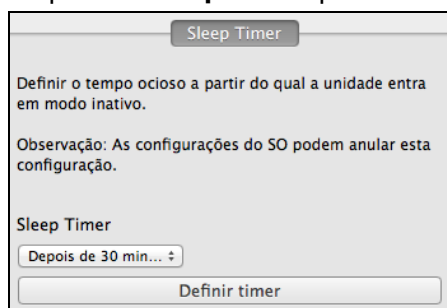 Sleep Timer
Definir o tempo ocioso a partir do qual a unidade entra
em modo inativo.
Observação: As configurações do SO podem anular esta
configuração.
Sleep Timer
Depois de 30 min...
Definir timer